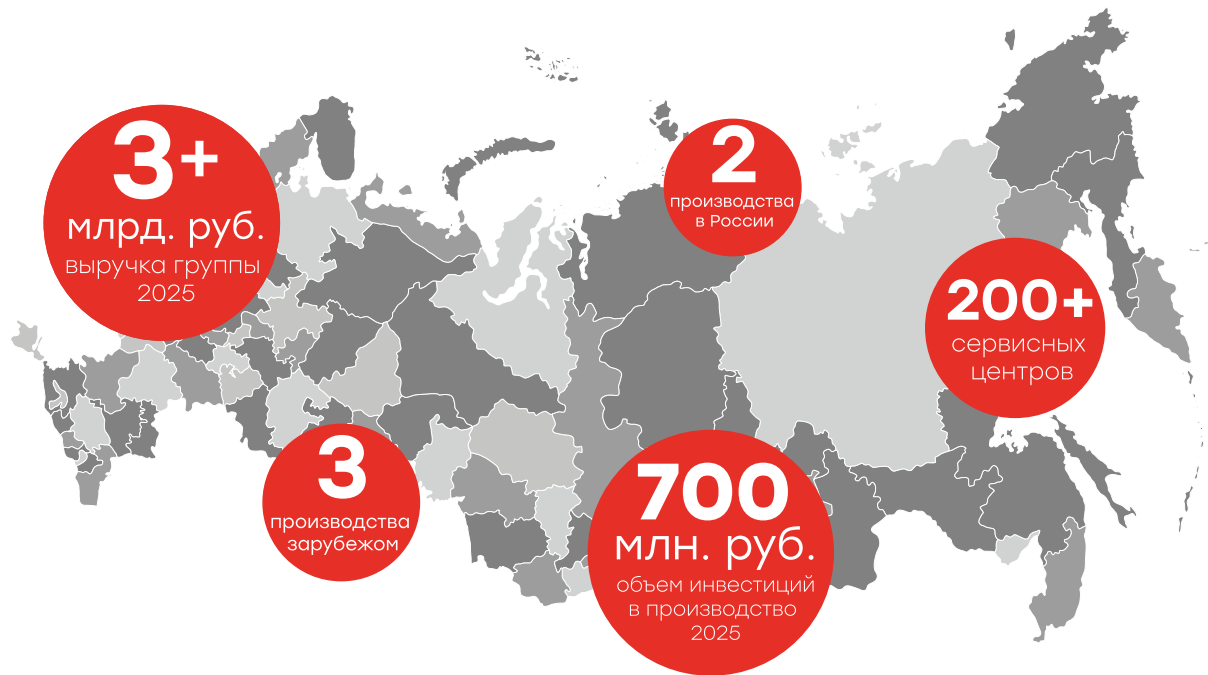 3+
млрд. руб.
выручка группы
2025
2
производства
в России
200+
сервисных
центров
3
производства
зарубежом
700
млн. руб.
объем инвестиций
в производство
2025